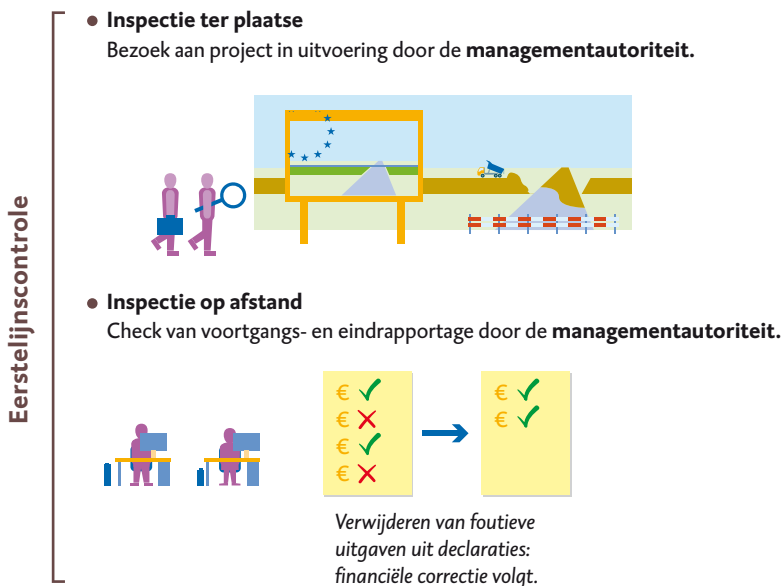 Eerstelijnscontrole
● Inspectie ter plaatse
Bezoek aan project in uitvoering door de managementautoriteit.
● Inspectie op afstand
Check van voortgangs- en eindrapportage door de managementautoriteit.
€ ✓
€ ✗
€ ✓
€ ✗
€ ✓
€ ✓
Verwijderen van foutieve
uitgaven uit declaraties:
financiële correctie volgt.